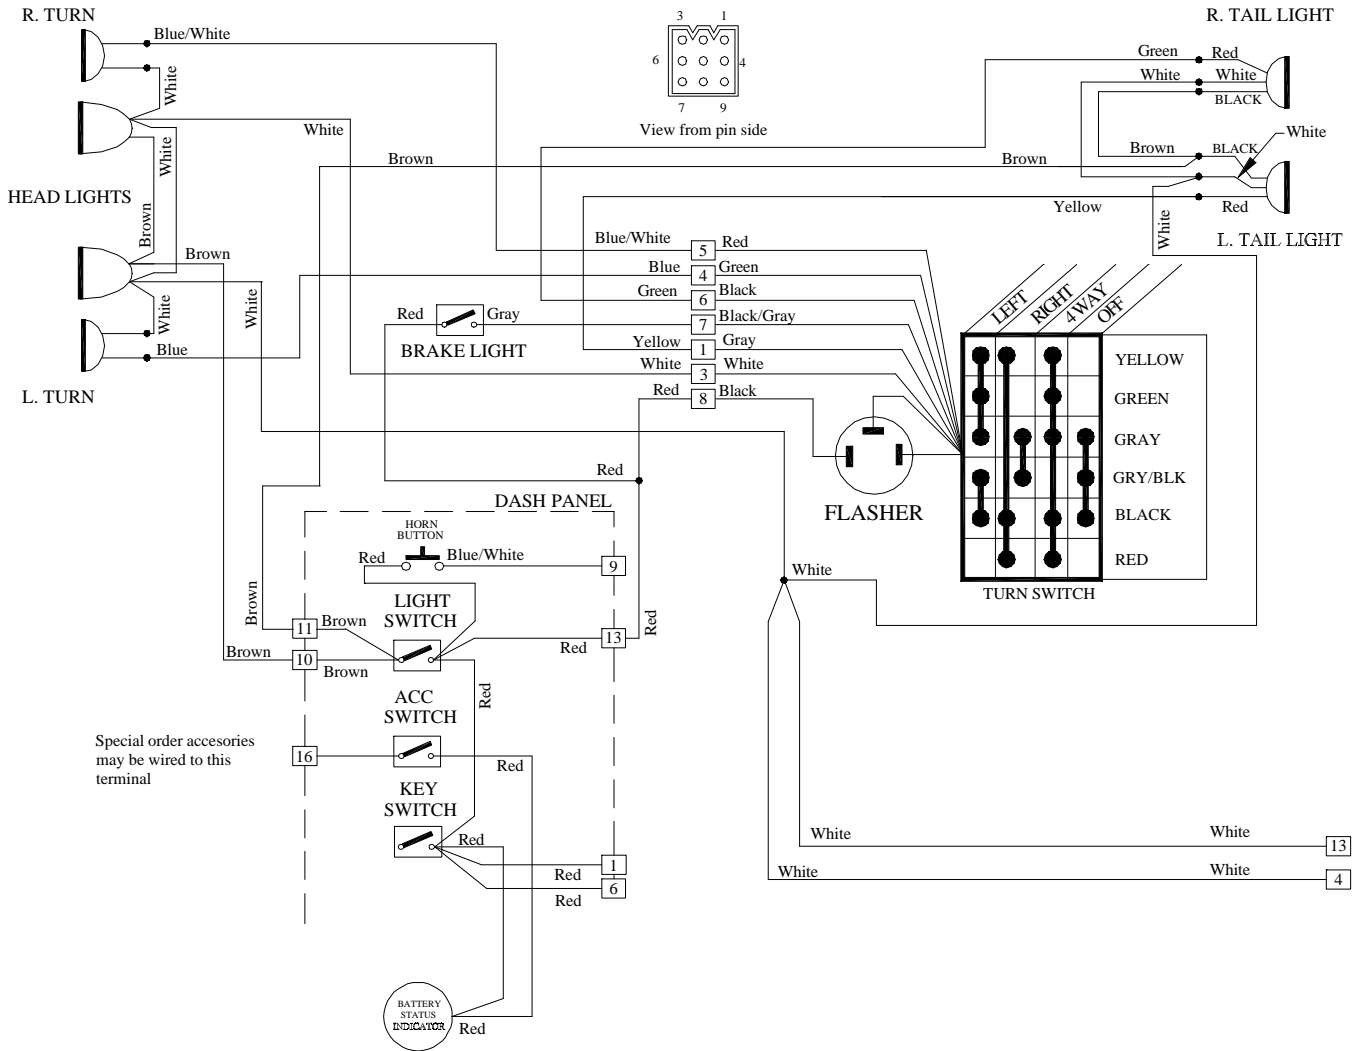 R. TURN
Blue/White
White
White
White
Brown
HEAD LIGHTS
Brown
White
White
Blue
L. TURN
3 1
6 4
7 9
View from pin side
R. TAIL LIGHT
Green Red
White White
BLACK
Brown BLACK White
Brown Brown
Yellow Red
White
L. TAIL LIGHT
Blue/White 5 Red
Blue 4 Green
Green 6 Black
Red Gray 7 Black/Gray
BRAKE LIGHT
Yellow 1 Gray
White 3 White
Red 8 Black
LEFT
RIGHT
4 WAY
OFF
YELLOW
GREEN
GRAY
GRY/BLK
BLACK
RED
TURN SWITCH
FLASHER
Red
DASH PANEL
HORN
BUTTON
Red Blue/White 9
White
LIGHT
SWITCH
Brown
11 Brown
Red 13 Red
Brown 10 Brown
Red
ACC
SWITCH
Special order accesories
may be wired to this
terminal
16
Red
KEY
SWITCH
Red
Red 1
Red 6
White White 13
White White 4
BATTERY
STATUS
INDICATOR
Red